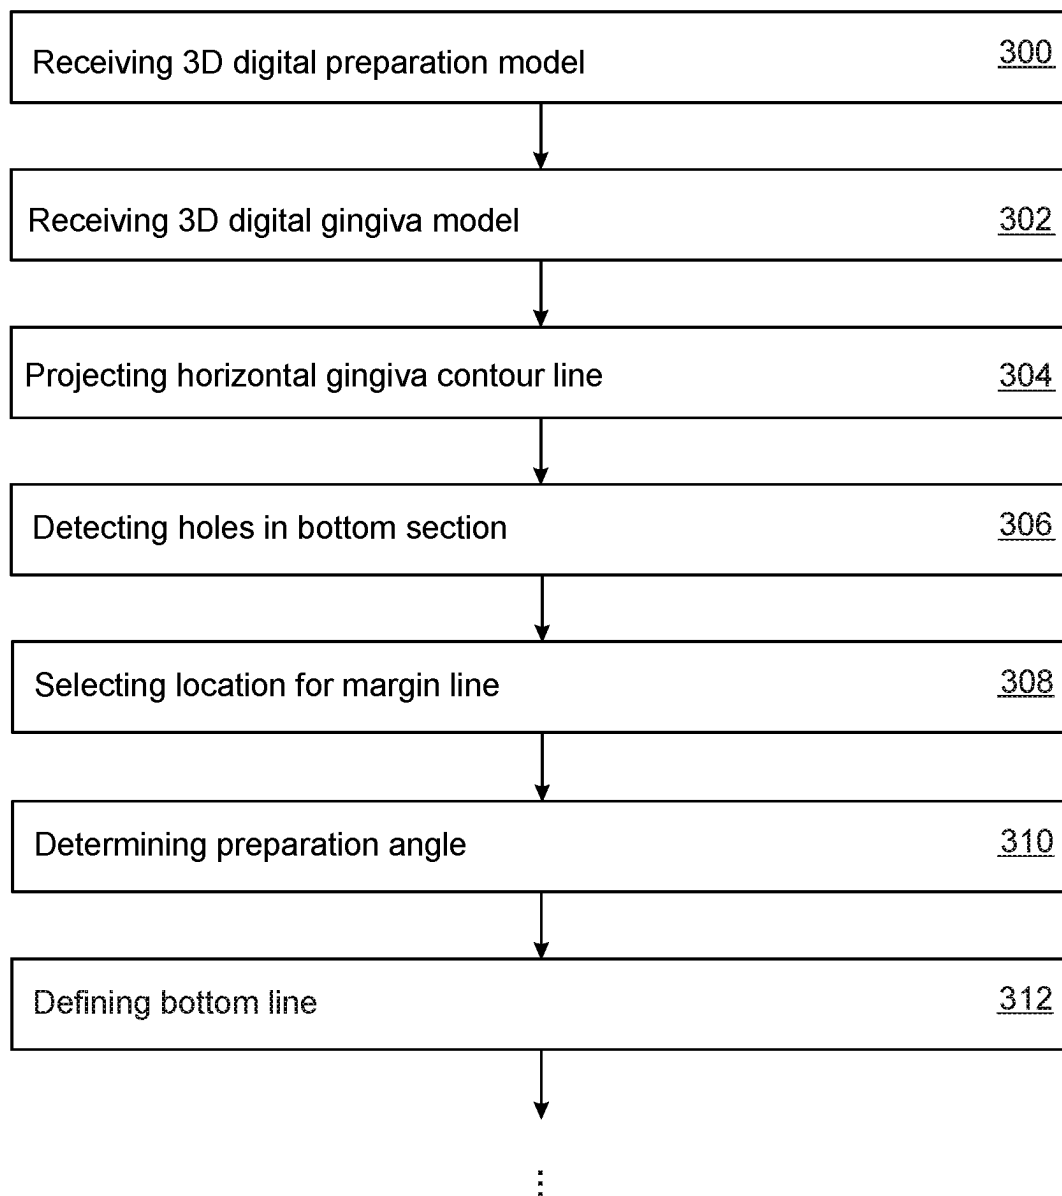 Receiving 3D digital preparation model 300
Receiving 3D digital gingiva model 302
Projecting horizontal gingiva contour line 304
Detecting holes in bottom section 306
Selecting location for margin line 308
Determining preparation angle 310
Defining bottom line 312
⋮